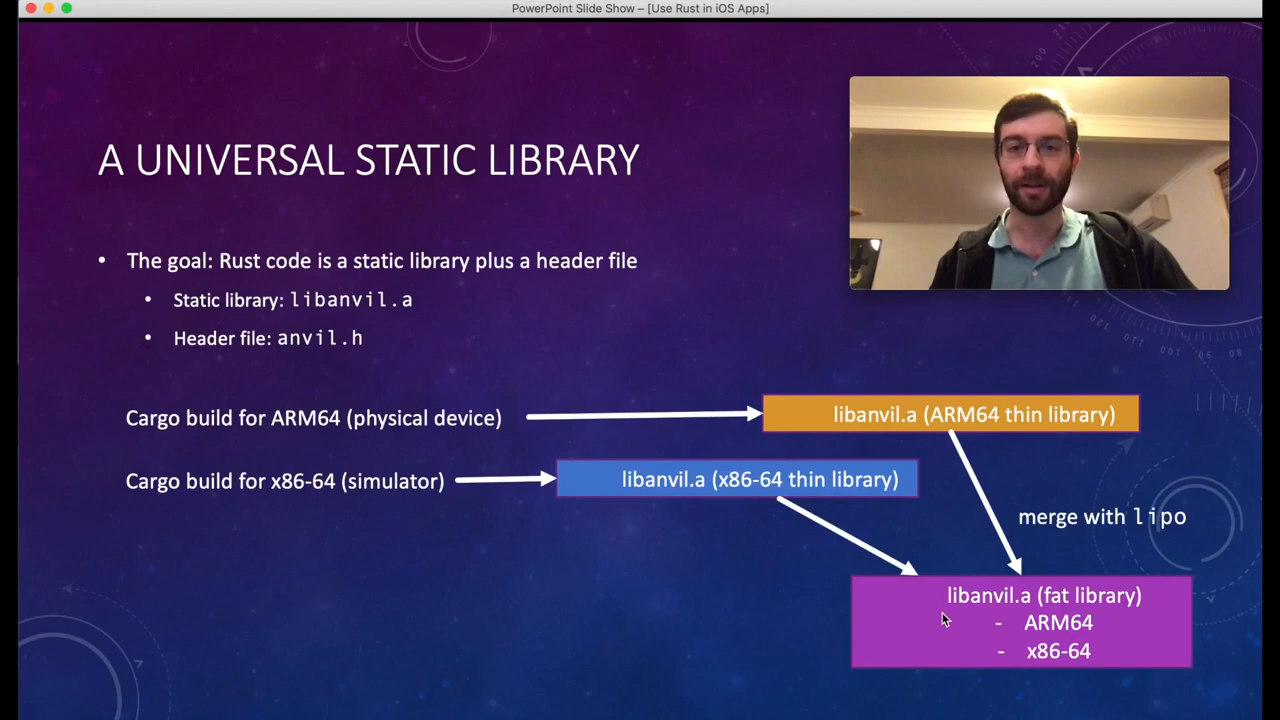 PowerPoint Slide Show – [Use Rust in iOS Apps]
A UNIVERSAL STATIC LIBRARY
• The goal: Rust code is a static library plus a header file
• Static library: libanvil.a
• Header file: anvil.h
Cargo build for ARM64 (physical device)
libanvil.a (ARM64 thin library)
Cargo build for x86-64 (simulator)
libanvil.a (x86-64 thin library)
merge with lipo
libanvil.a (fat library)
- ARM64
- x86-64